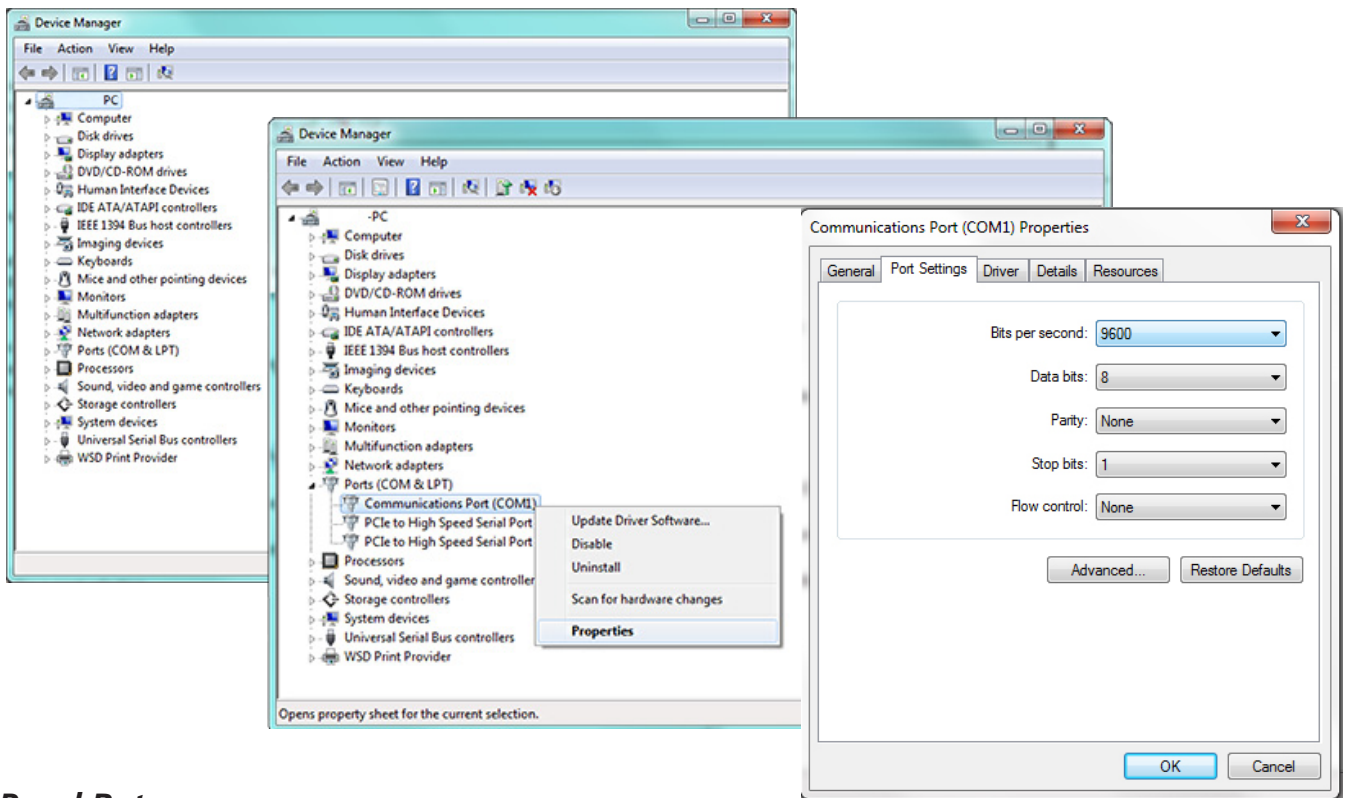 Device Manager
File Action View Help
PC
Computer
Disk drives
Display adapters
DVD/CD-ROM drives
Human Interface Devices
IDE ATA/ATAPI controllers
IEEE 1394 Bus host controllers
Imaging devices
Keyboards
Mice and other pointing devices
Monitors
Multifunction adapters
Network adapters
Ports (COM & LPT)
Processors
Sound, video and game controllers
Storage controllers
System devices
Universal Serial Bus controllers
WSD Print Provider
Device Manager
File Action View Help
-PC
Computer
Disk drives
Display adapters
DVD/CD-ROM drives
Human Interface Devices
IDE ATA/ATAPI controllers
IEEE 1394 Bus host controllers
Imaging devices
Keyboards
Mice and other pointing devices
Monitors
Multifunction adapters
Network adapters
Ports (COM & LPT)
Communications Port (COM1)
PCIe to High Speed Serial Port
PCIe to High Speed Serial Port
Processors
Sound, video and game controller
Storage controllers
System devices
Universal Serial Bus controllers
WSD Print Provider
Opens property sheet for the current selection.
Update Driver Software...
Disable
Uninstall
Scan for hardware changes
Properties
Communications Port (COM1) Properties
General Port Settings Driver Details Resources
Bits per second: 9600
Data bits: 8
Parity: None
Stop bits: 1
Flow control: None
Advanced... Restore Defaults
OK Cancel